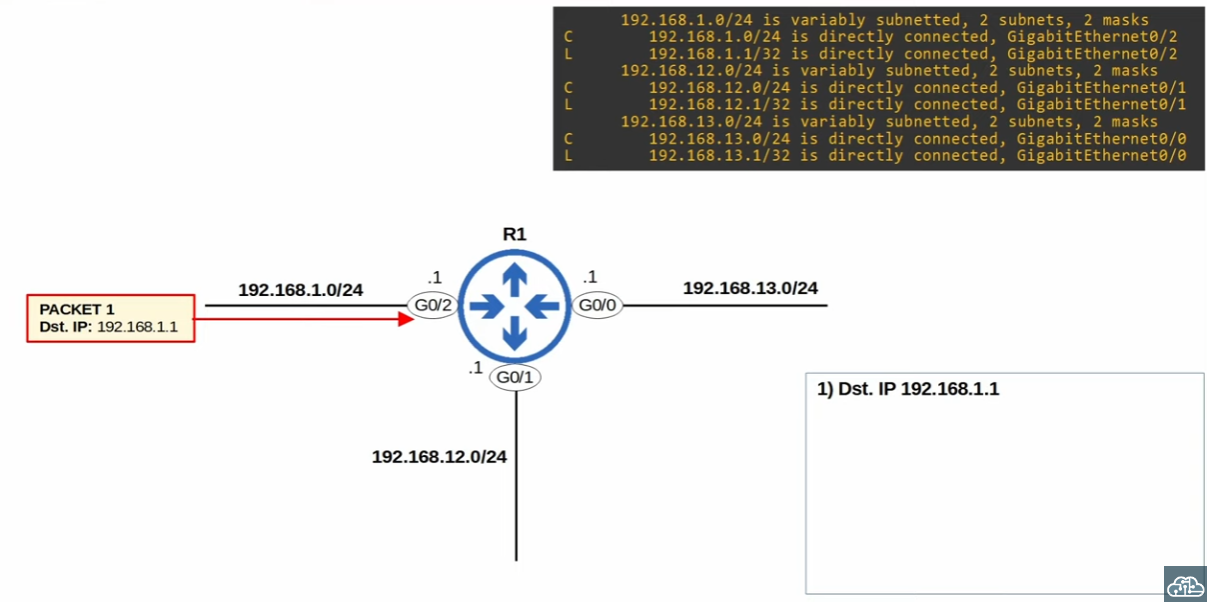 192.168.1.0/24 is variably subnetted, 2 subnets, 2 masks
C 192.168.1.0/24 is directly connected, GigabitEthernet0/2
L 192.168.1.1/32 is directly connected, GigabitEthernet0/2
192.168.12.0/24 is variably subnetted, 2 subnets, 2 masks
C 192.168.12.0/24 is directly connected, GigabitEthernet0/1
L 192.168.12.1/32 is directly connected, GigabitEthernet0/1
192.168.13.0/24 is variably subnetted, 2 subnets, 2 masks
C 192.168.13.0/24 is directly connected, GigabitEthernet0/0
L 192.168.13.1/32 is directly connected, GigabitEthernet0/0
R1
.1
.1
192.168.1.0/24
192.168.13.0/24
PACKET 1
Dst. IP: 192.168.1.1
G0/2
G0/0
.1
G0/1
1) Dst. IP 192.168.1.1
192.168.12.0/24